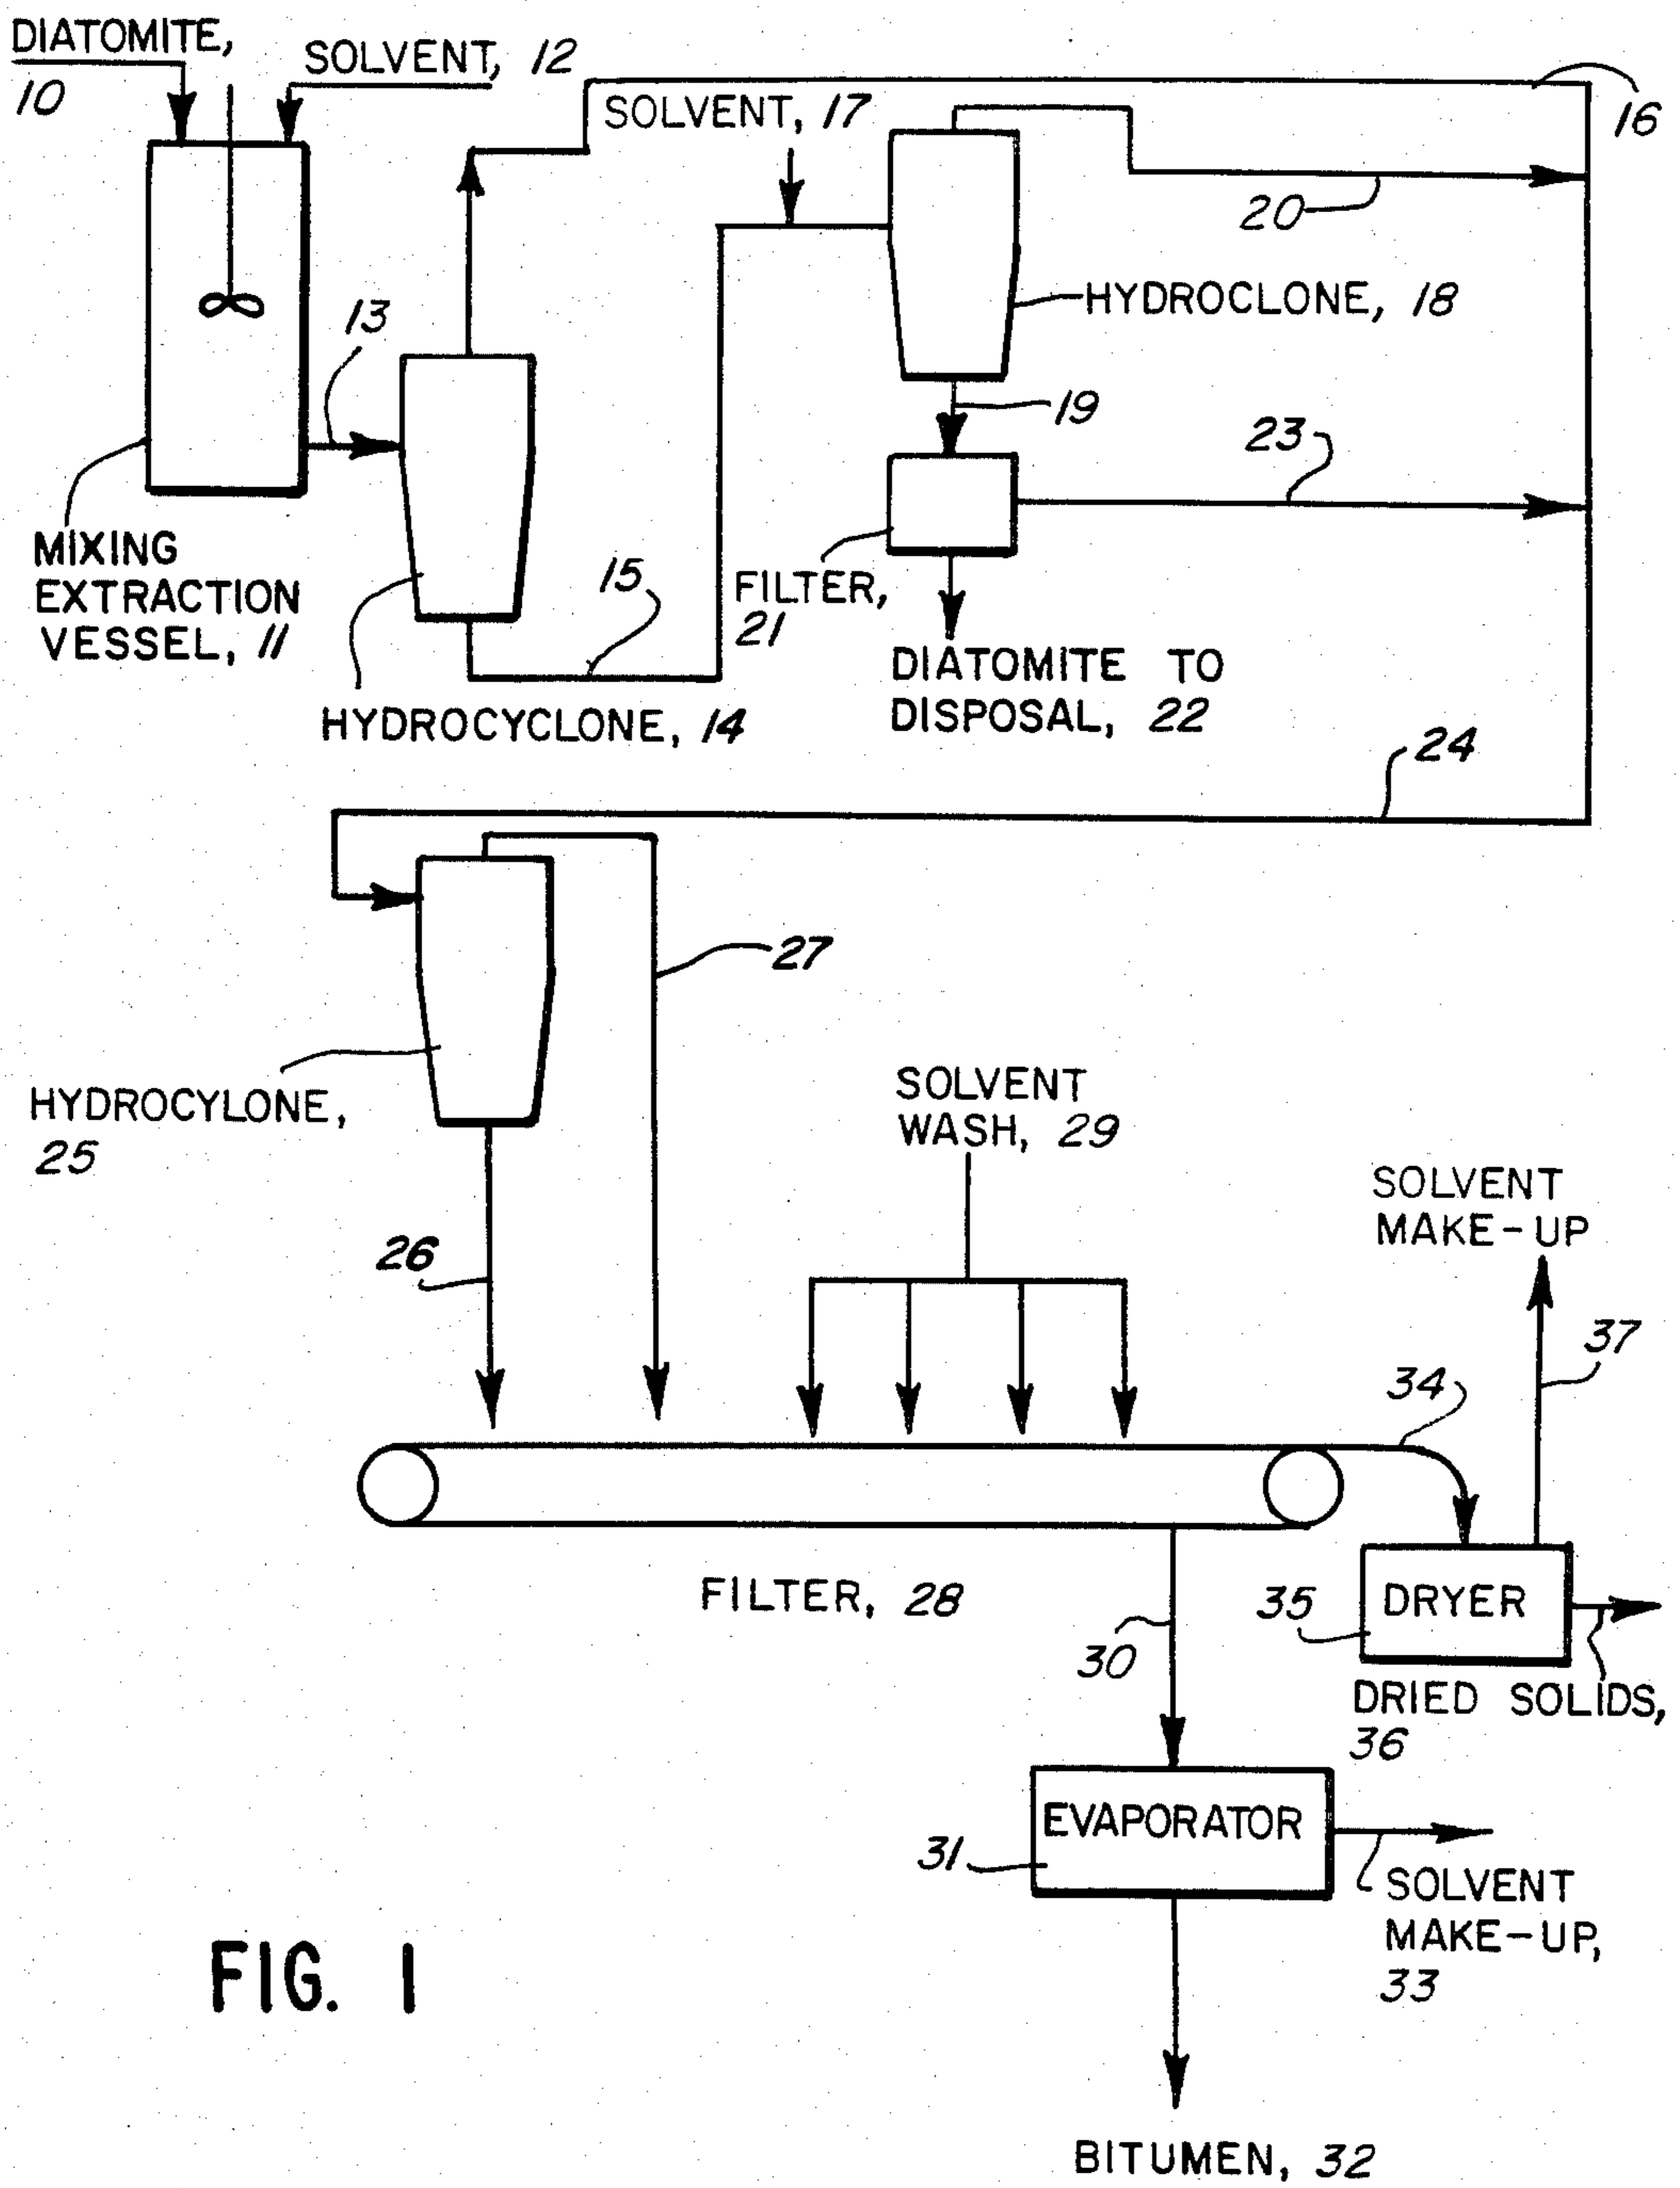 DIATOMITE,
10
SOLVENT, 12
SOLVENT, 17
16
20
HYDROCLONE, 18
13
19
23
MIXING
EXTRACTION
VESSEL, 11
15
FILTER,
21
DIATOMITE TO
DISPOSAL, 22
HYDROCYCLONE, 14
24
27
HYDROCYLONE,
25
SOLVENT
WASH, 29
26
SOLVENT
MAKE-UP
37
34
FILTER, 28
30
35
DRYER
DRIED SOLIDS,
36
EVAPORATOR
31
SOLVENT
MAKE-UP,
33
FIG. 1
BITUMEN, 32